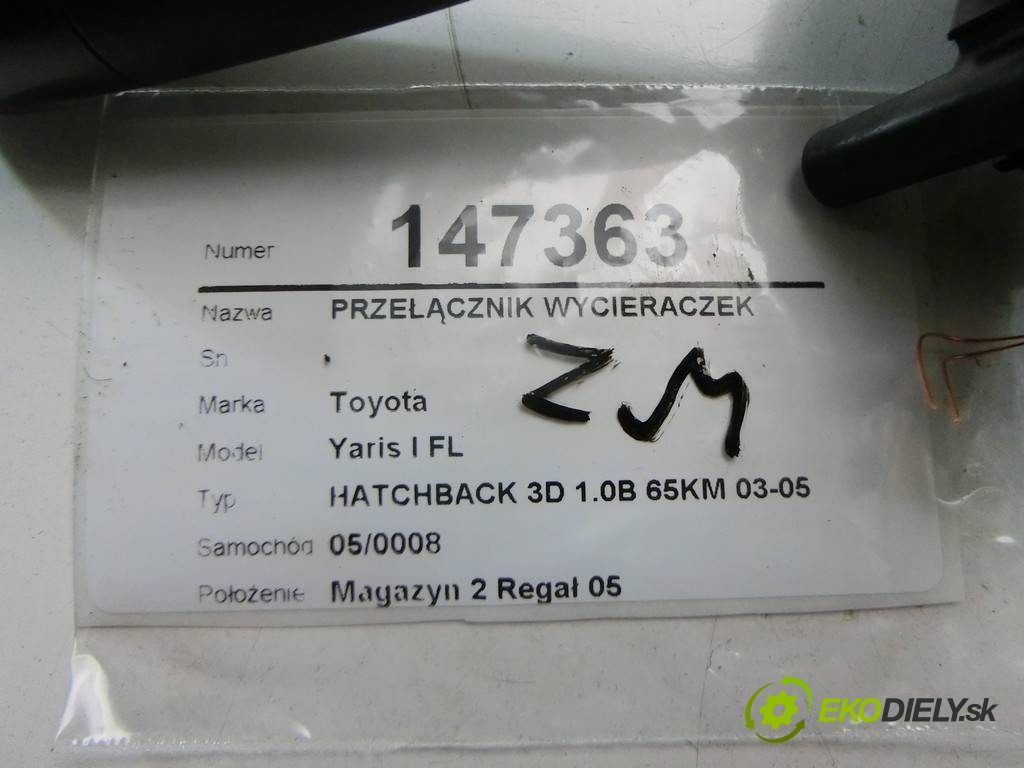 Numer 147363
Nazwa PRZEŁĄCZNIK WYCIERACZEK
Sn .
Marka Toyota
Model Yaris I FL
Typ HATCHBACK 3D 1.0B 65KM 03-05
Samochód 05/0008
Położenie Magazyn 2 Regał 05
ZM
EKODIELY.sk